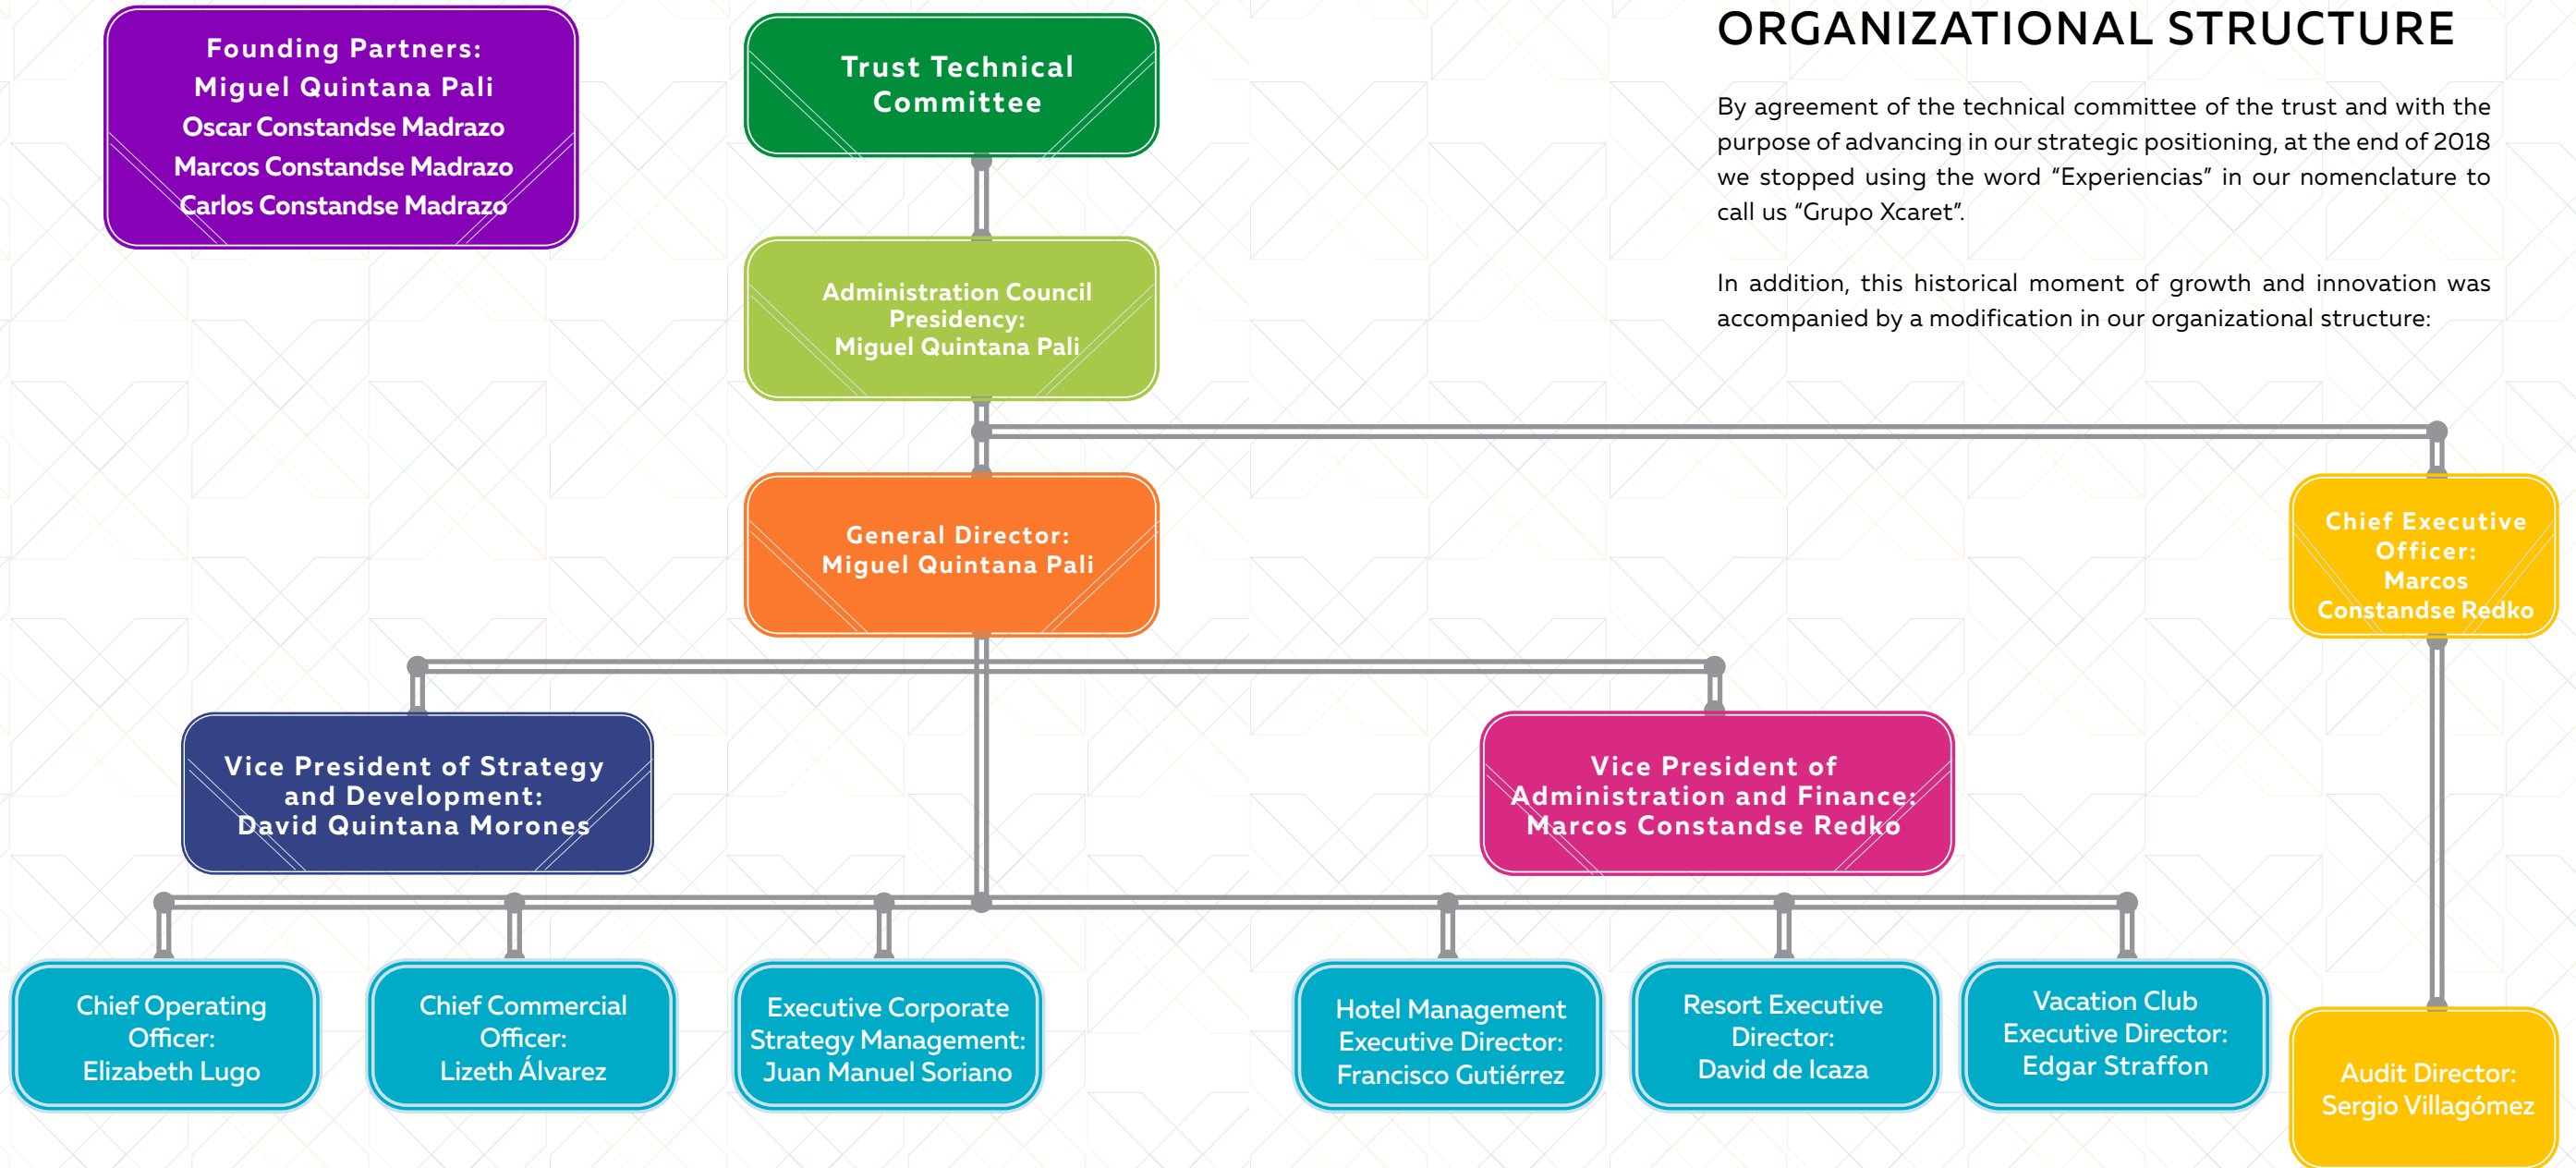 ORGANIZATIONAL STRUCTURE
By agreement of the technical committee of the trust and with the
purpose of advancing in our strategic positioning, at the end of 2018
we stopped using the word “Experiencias” in our nomenclature to
call us “Grupo Xcaret”.
In addition, this historical moment of growth and innovation was
accompanied by a modification in our organizational structure:
Founding Partners:
Miguel Quintana Pali
Oscar Constandse Madrazo
Marcos Constandse Madrazo
Carlos Constandse Madrazo
Trust Technical
Committee
Administration Council
Presidency:
Miguel Quintana Pali
General Director:
Miguel Quintana Pali
Chief Executive
Officer:
Marcos
Constandse Redko
Vice President of Strategy
and Development:
David Quintana Morones
Vice President of
Administration and Finance:
Marcos Constandse Redko
Chief Operating
Officer:
Elizabeth Lugo
Chief Commercial
Officer:
Lizeth Álvarez
Executive Corporate
Strategy Management:
Juan Manuel Soriano
Hotel Management
Executive Director:
Francisco Gutiérrez
Resort Executive
Director:
David de Icaza
Vacation Club
Executive Director:
Edgar Straffon
Audit Director:
Sergio Villagómez